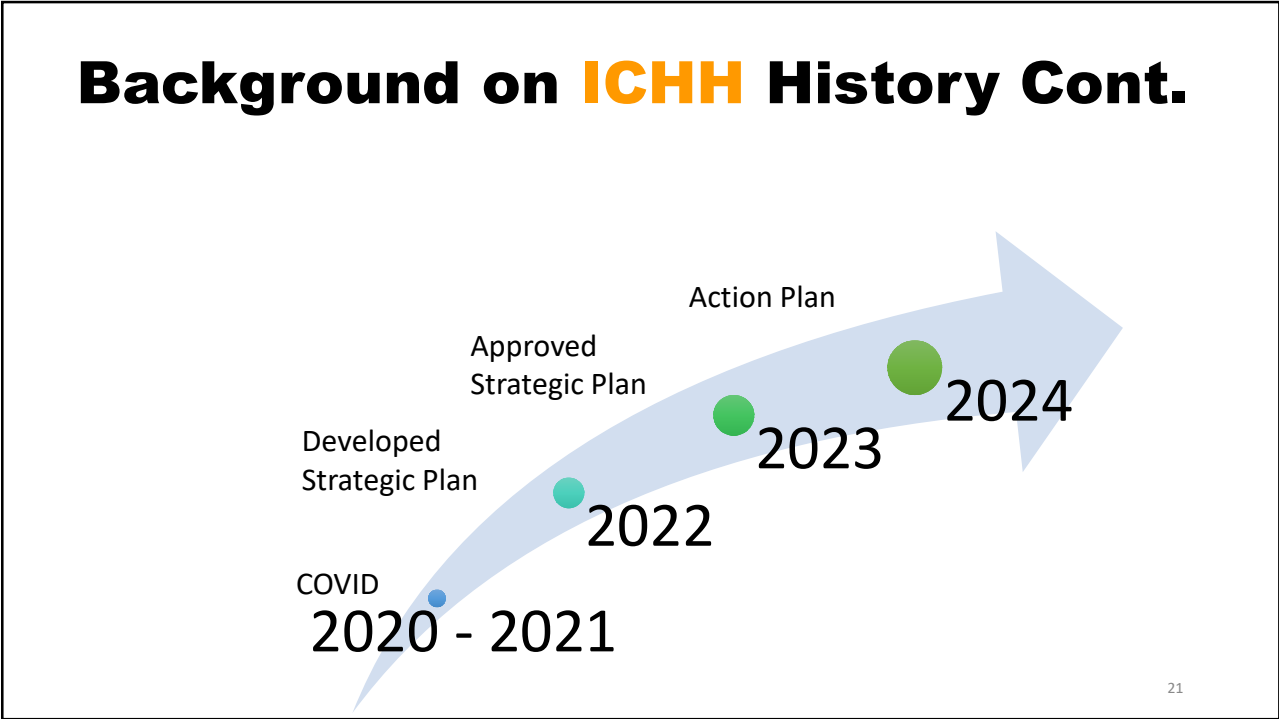 Background on ICHH History Cont.
Action Plan
Approved
Strategic Plan
2024
2023
Developed
Strategic Plan
2022
COVID
2020 - 2021
21